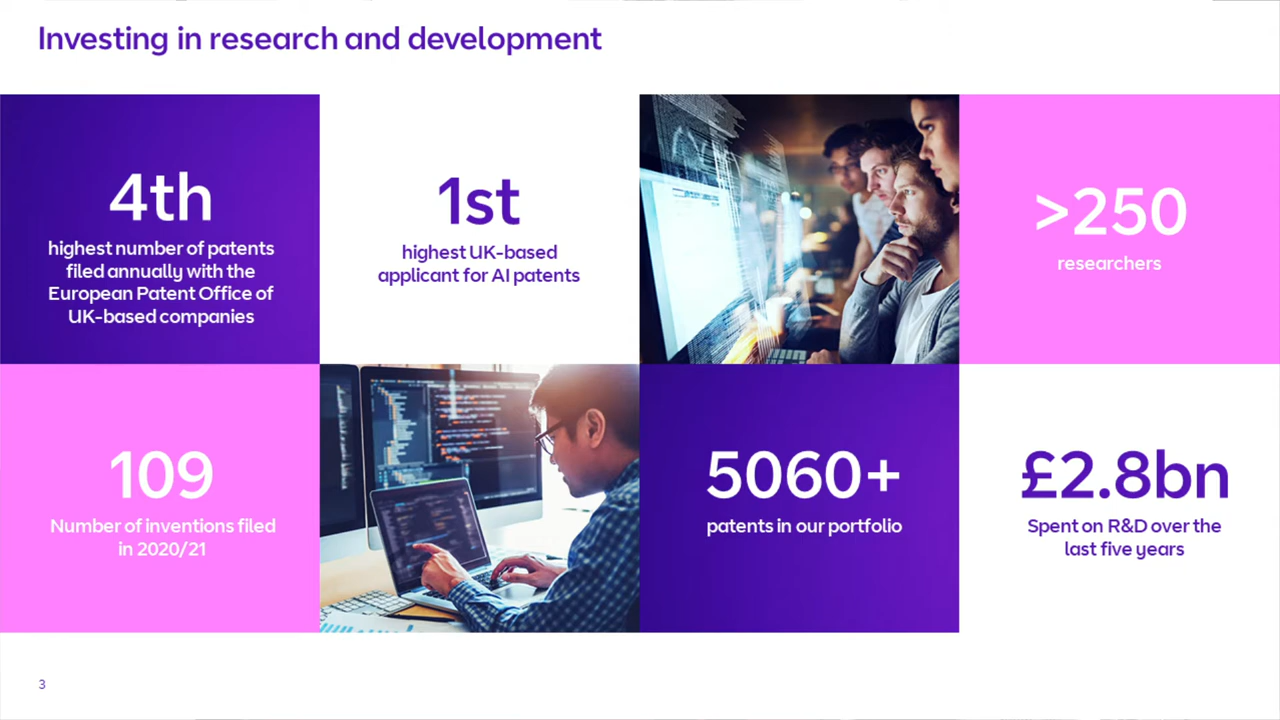 Investing in research and development
4th
highest number of patents
filed annually with the
European Patent Office of
UK-based companies
1st
highest UK-based
applicant for AI patents
>250
researchers
109
Number of inventions filed
in 2020/21
5060+
patents in our portfolio
£2.8bn
Spent on R&D over the
last five years
3